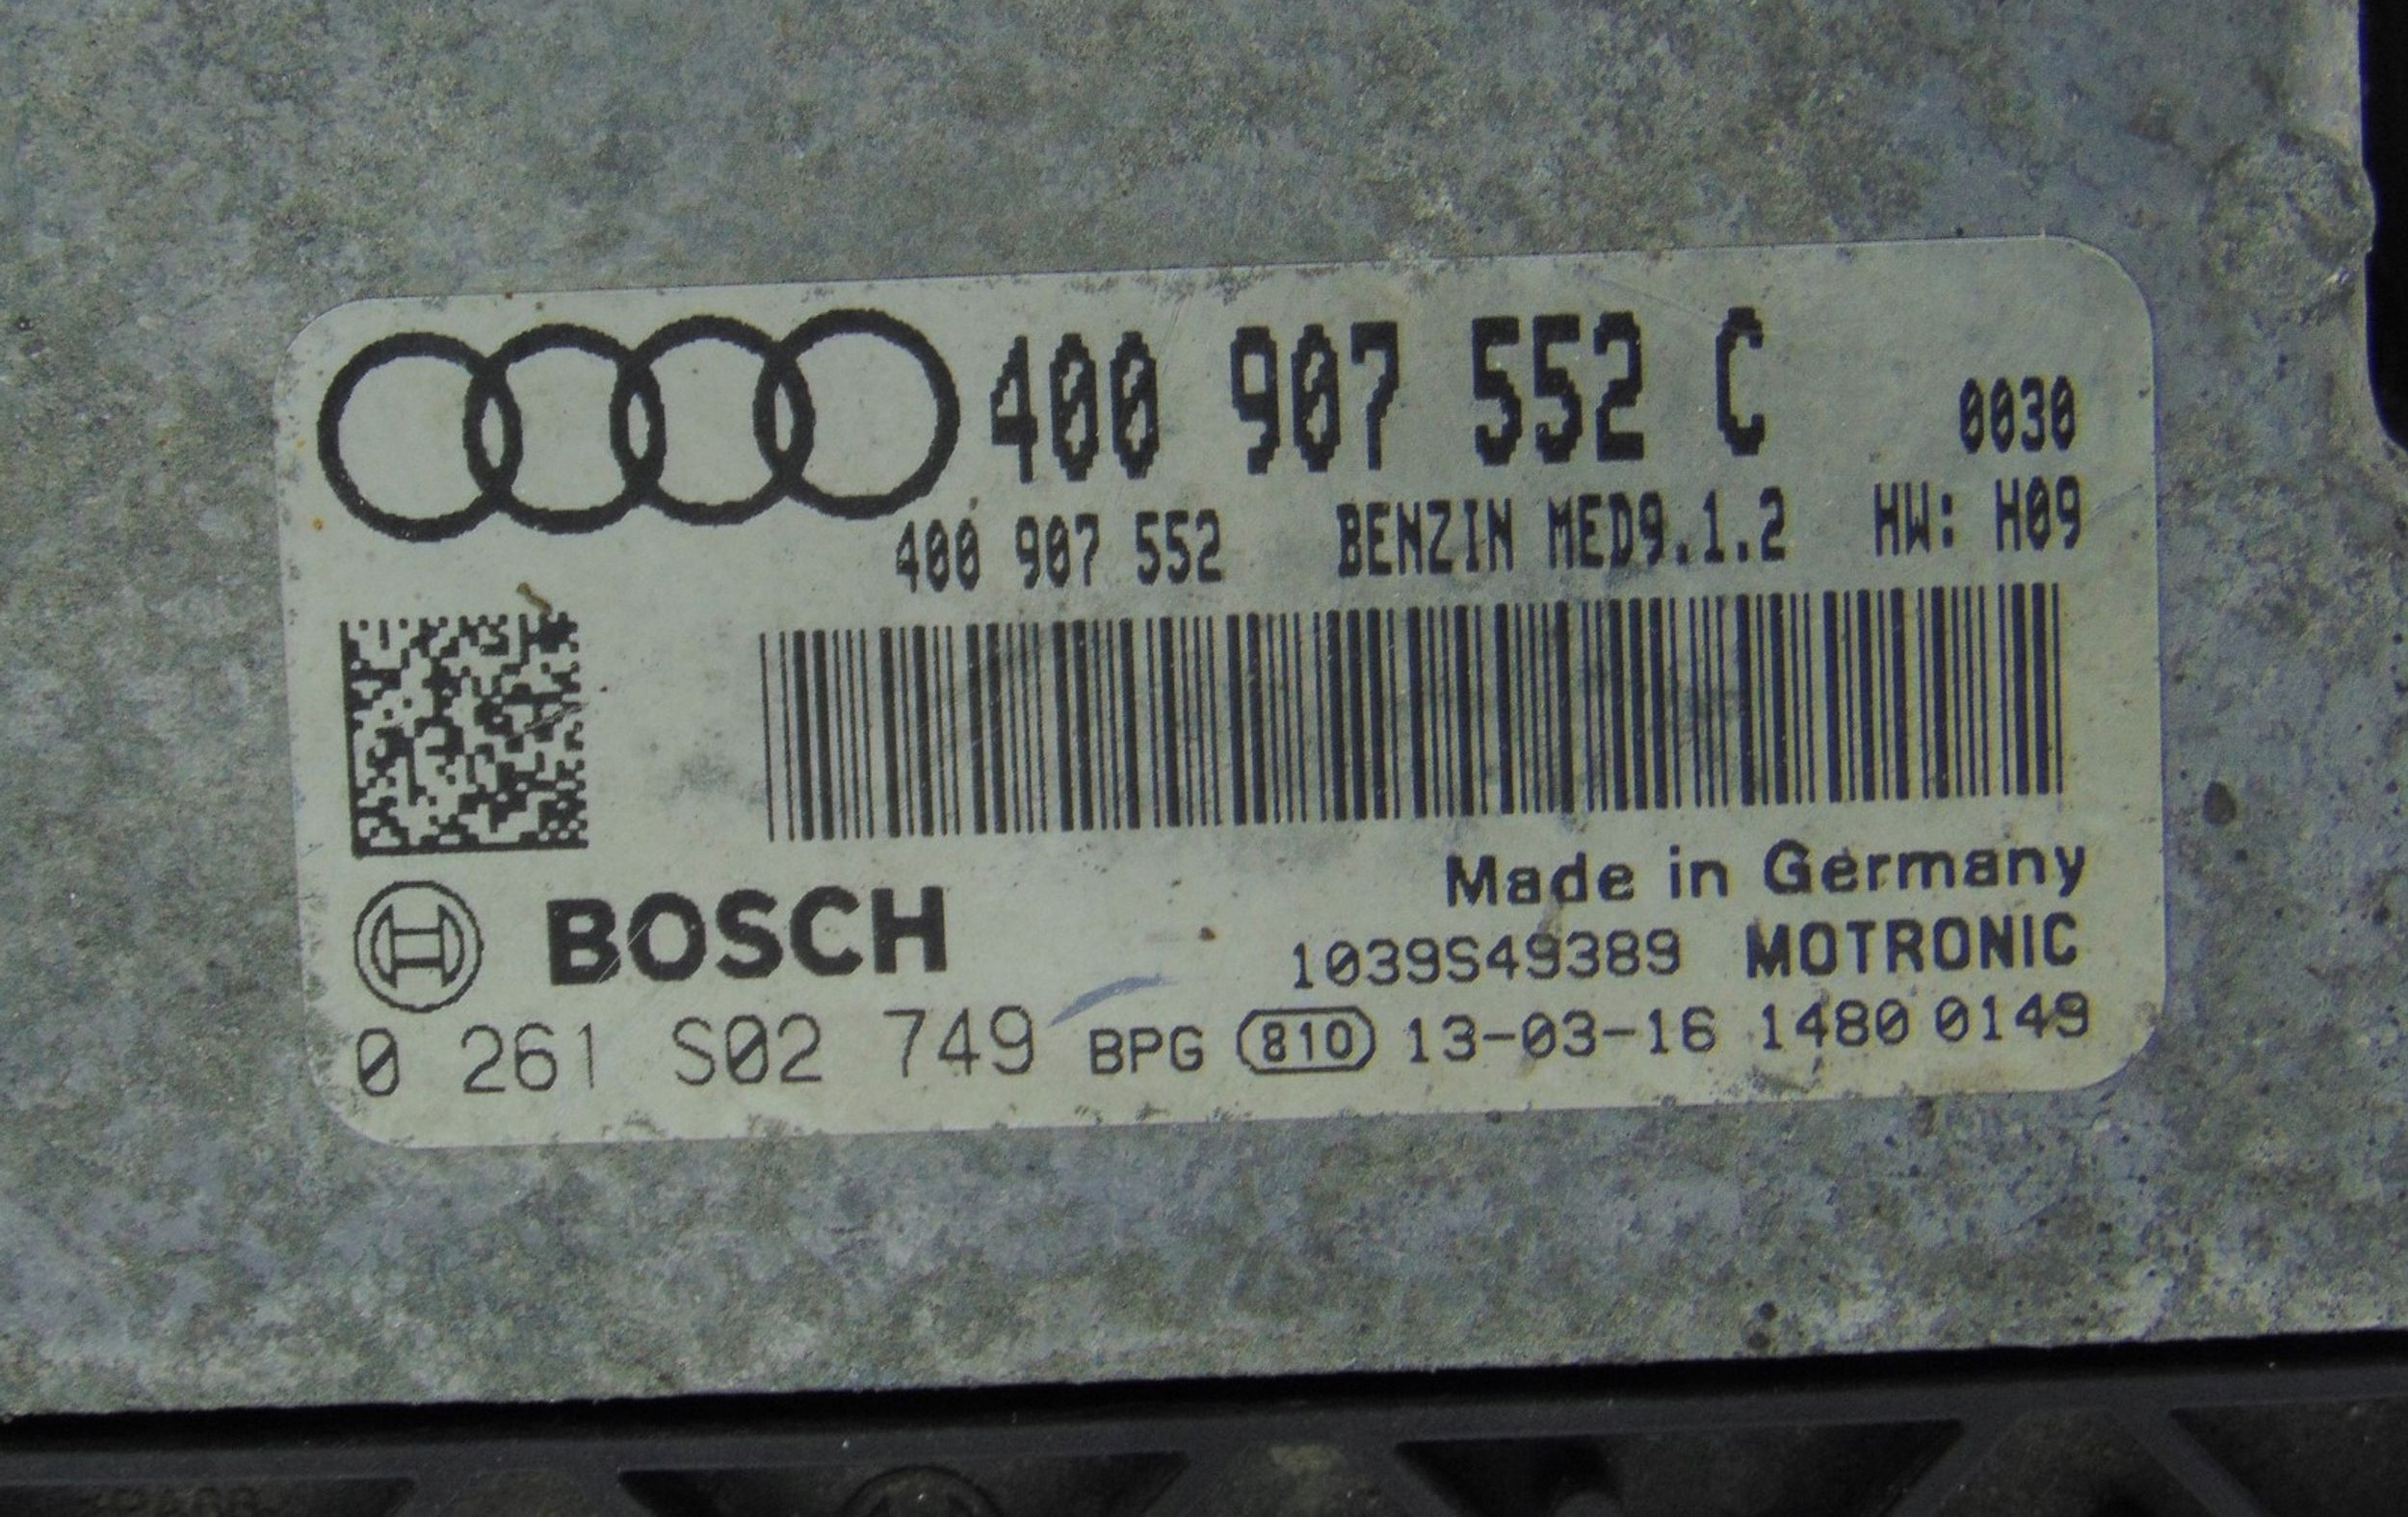 400 907 552 C 0030
400 907 552 BENZIN MED9.1.2 HW: H09
Made in Germany
BOSCH 1039S49389 MOTRONIC
0 261 S02 749 BPG 810 13-03-16 1480 0149